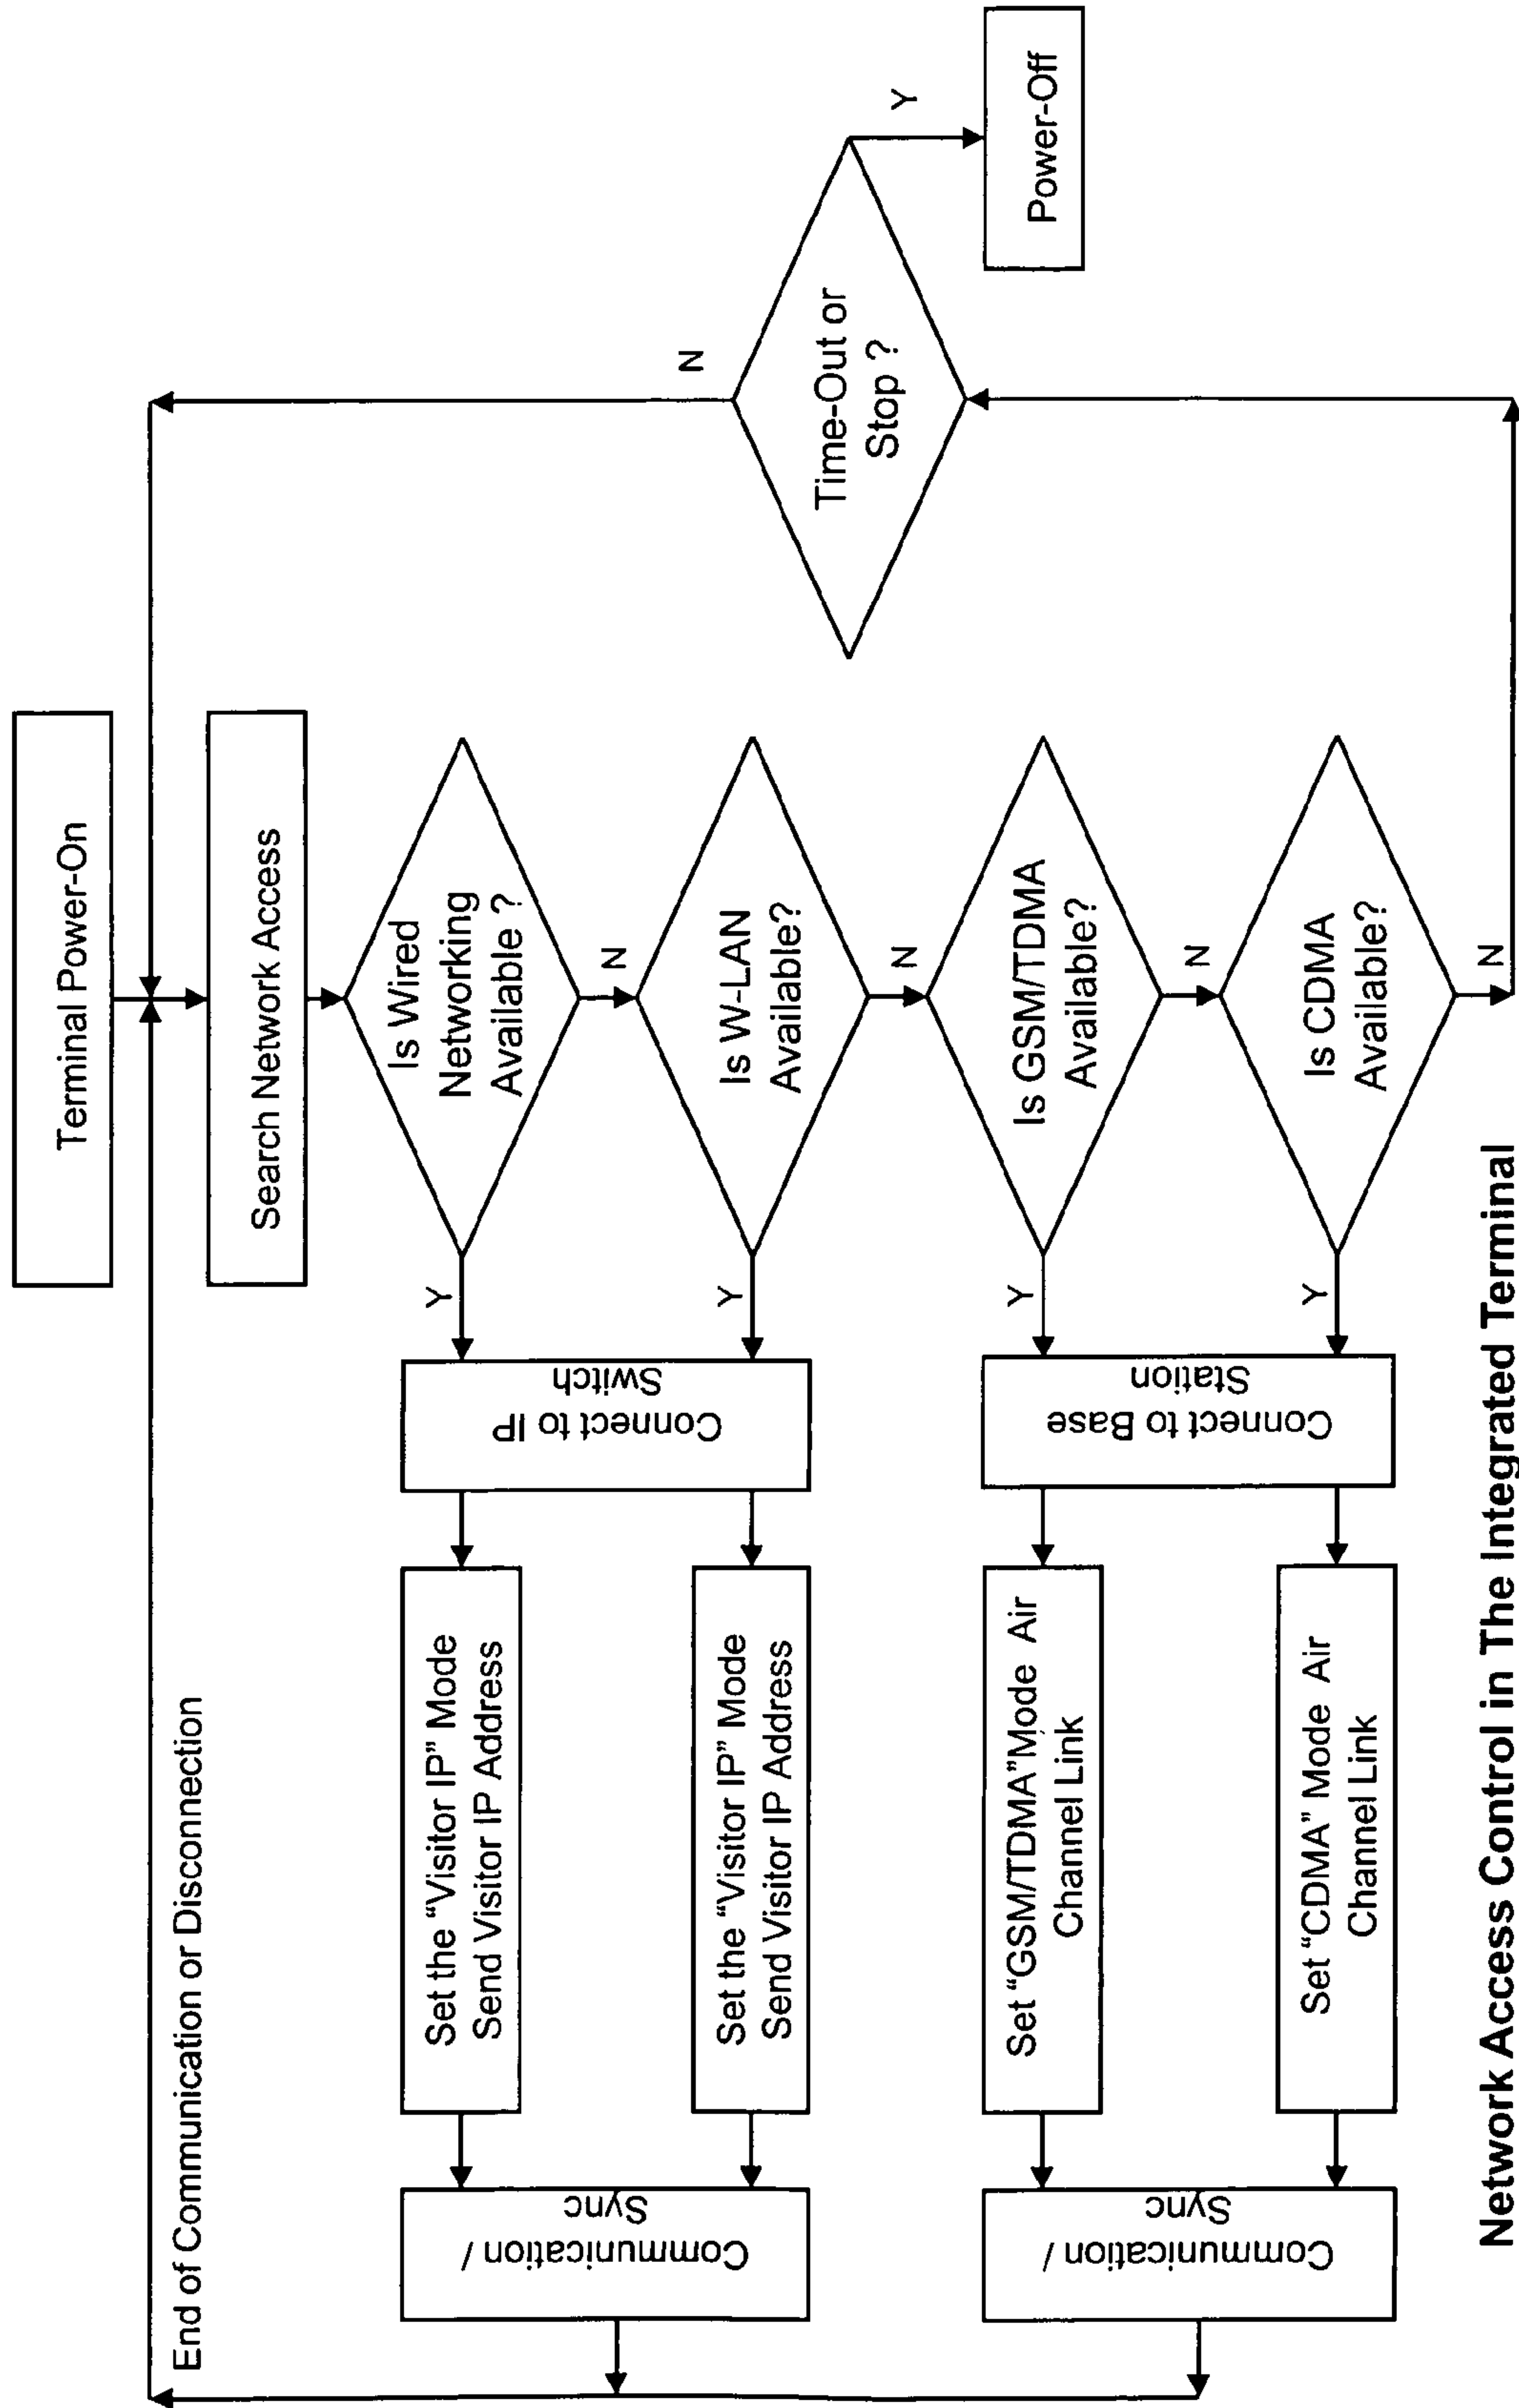 Terminal Power-On
Search Network Access
End of Communication or Disconnection
Is Wired
Networking
Available ?
Y
N
Connect to IP
Switch
Set the “Visitor IP” Mode
Send Visitor IP Address
Communication /
Sync
Is W-LAN
Available?
Y
N
Set the “Visitor IP” Mode
Send Visitor IP Address
Is GSM/TDMA
Available?
Y
N
Connect to Base
Station
Set “GSM/TDMA”Mode Air
Channel Link
Communication /
Sync
Is CDMA
Available?
Y
N
Set “CDMA” Mode Air
Channel Link
Time-Out or
Stop ?
N
Y
Power-Off
Network Access Control in The Integrated Terminal